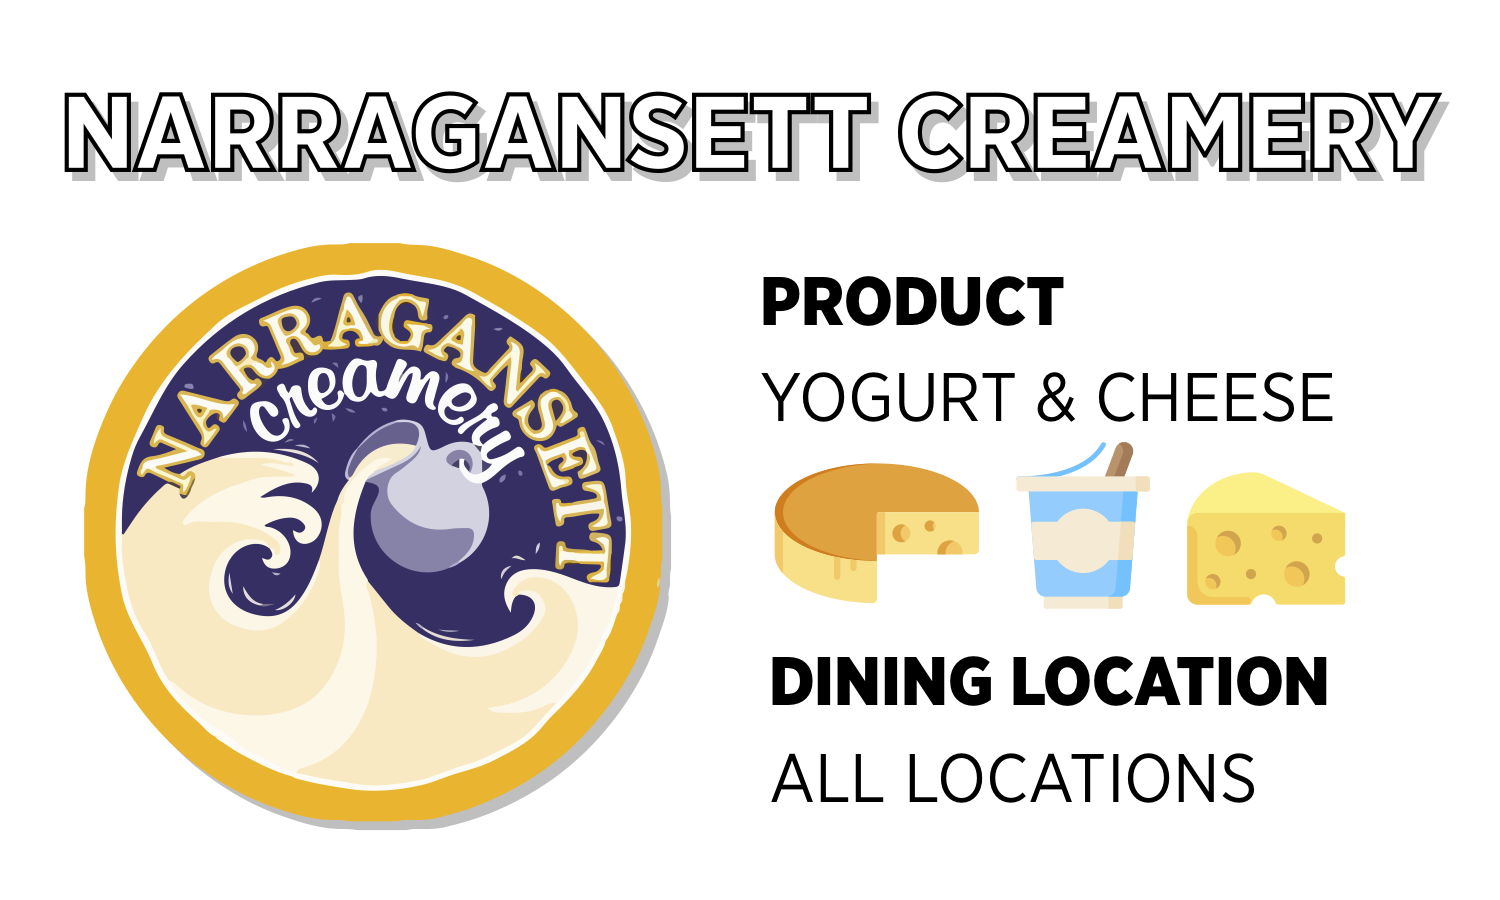 NARRAGANSETT CREAMERY
NARRAGANSETT
creamery
PRODUCT
YOGURT & CHEESE
DINING LOCATION
ALL LOCATIONS